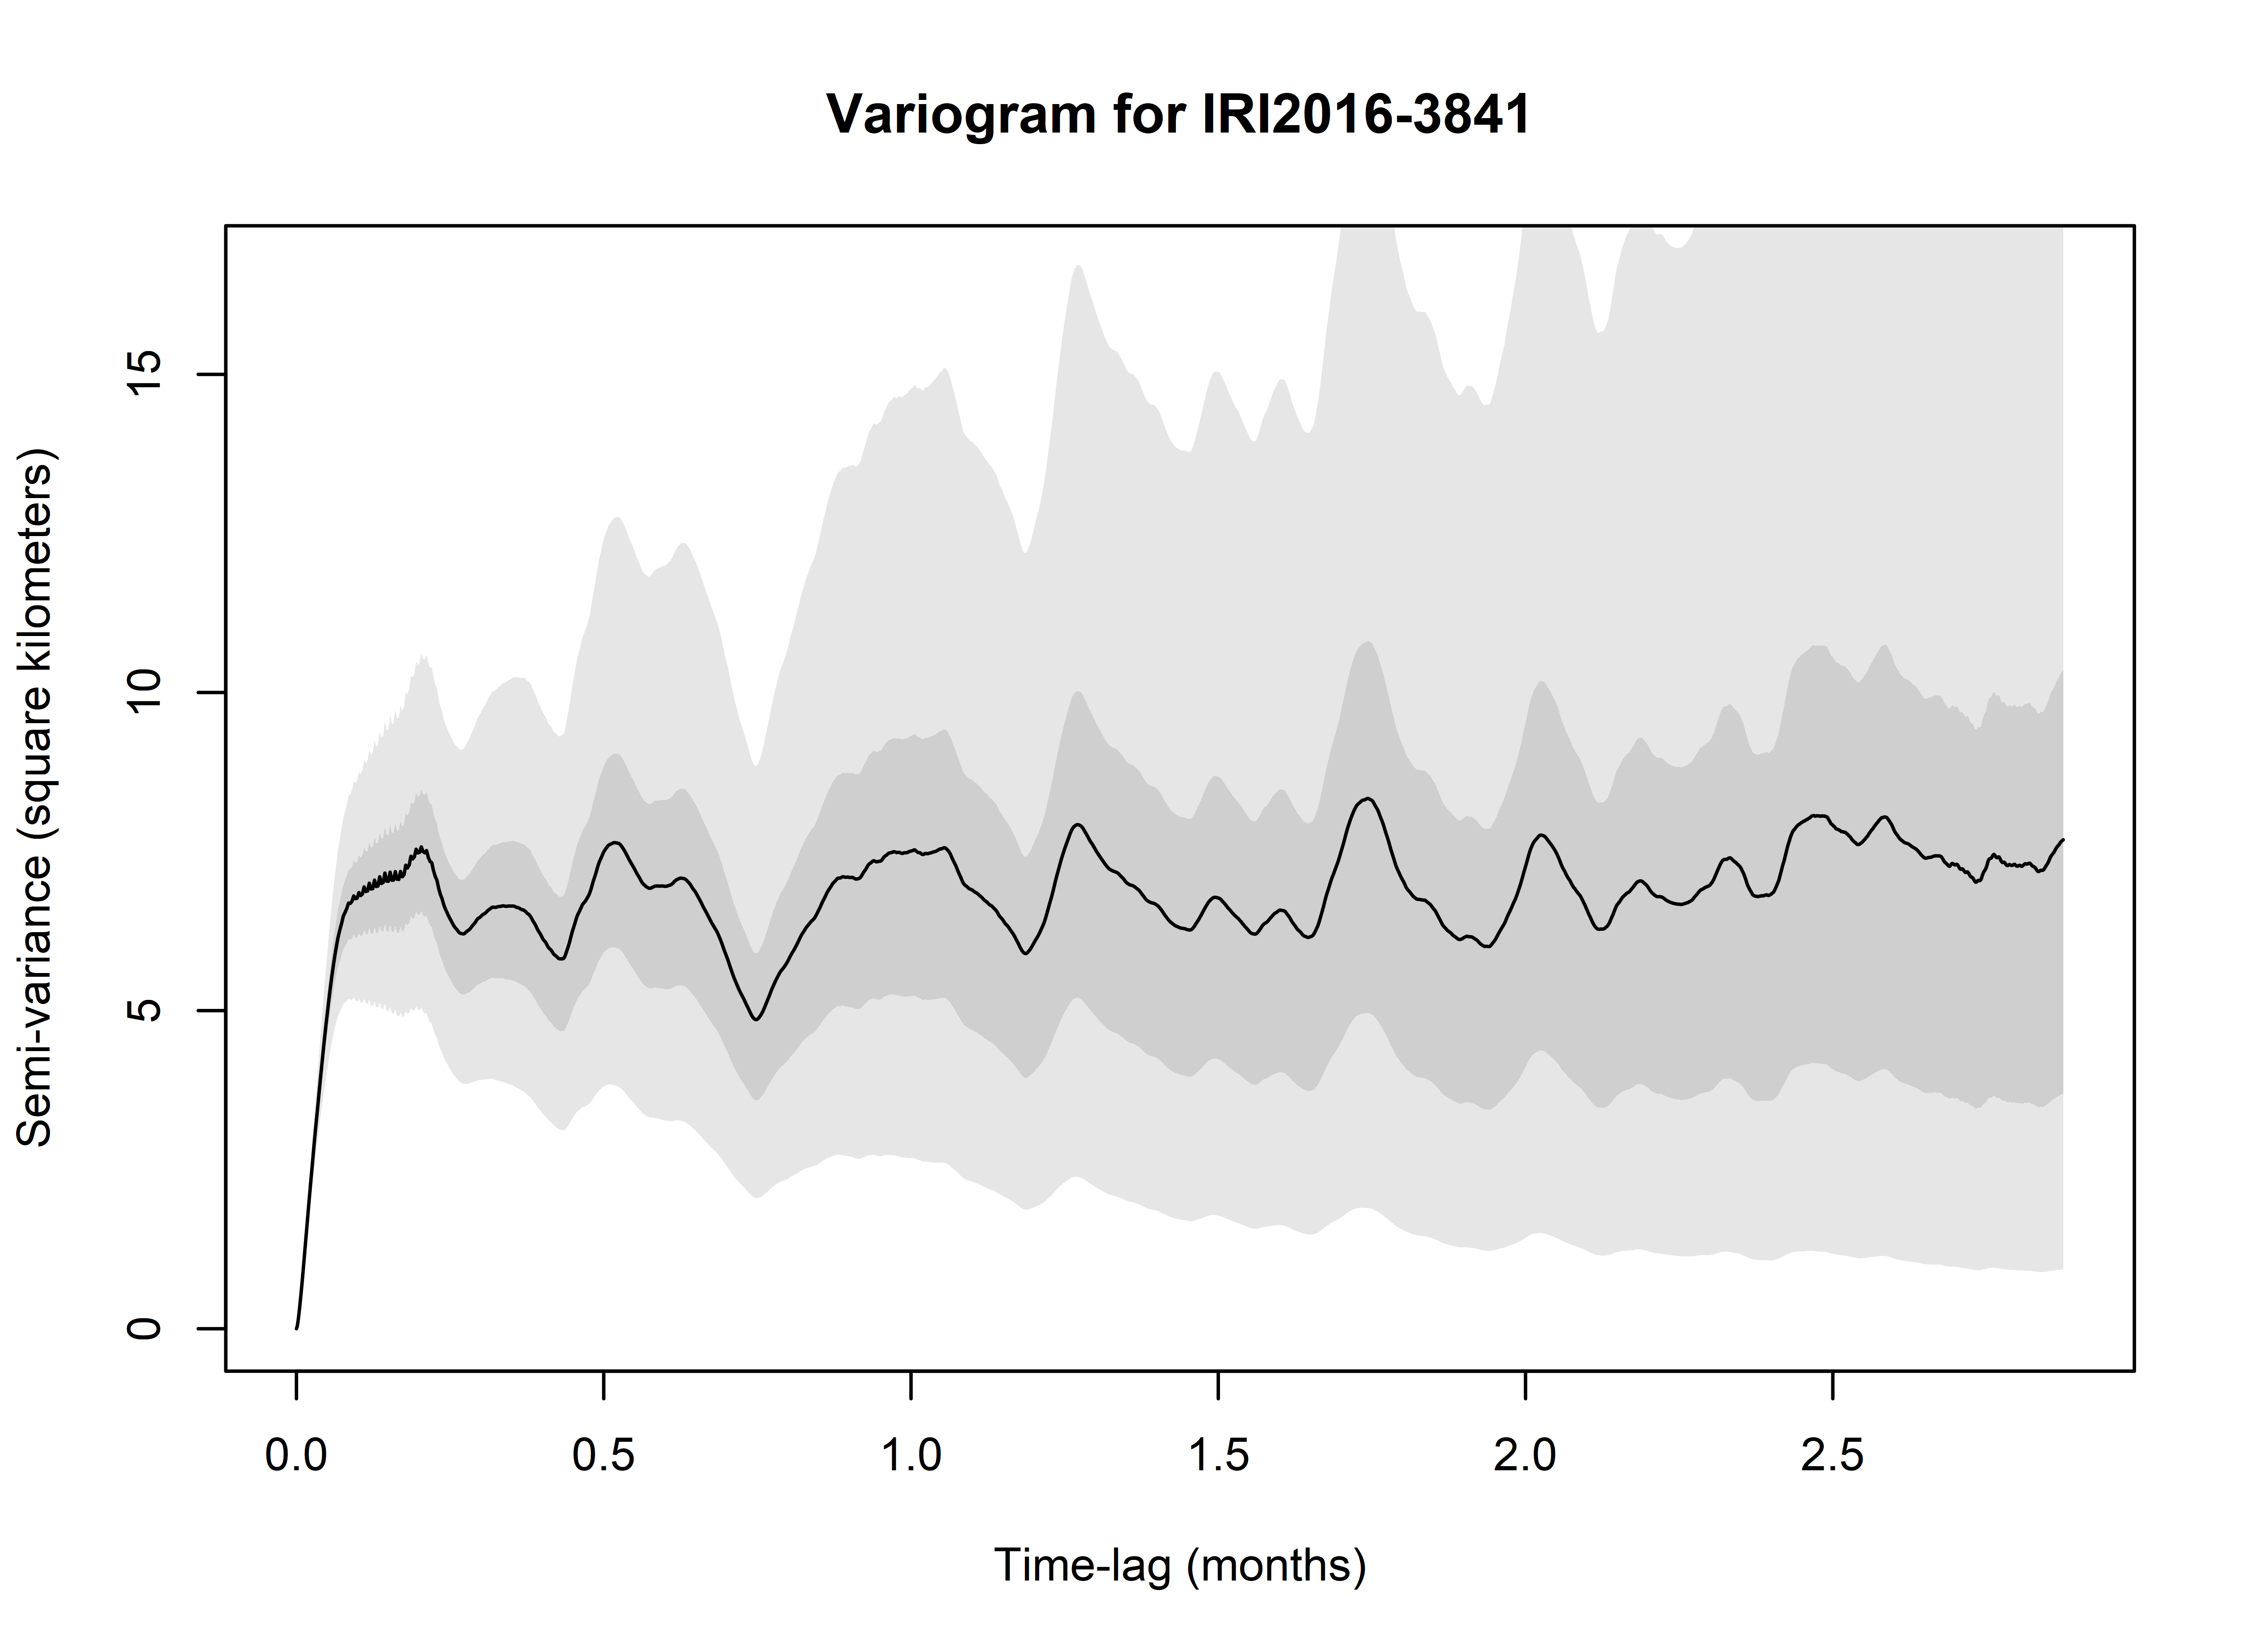 Variogram for IRI2016-3841
Semi-variance (square kilometers)
15
10
5
0
0.0 0.5 1.0 1.5 2.0 2.5
Time-lag (months)